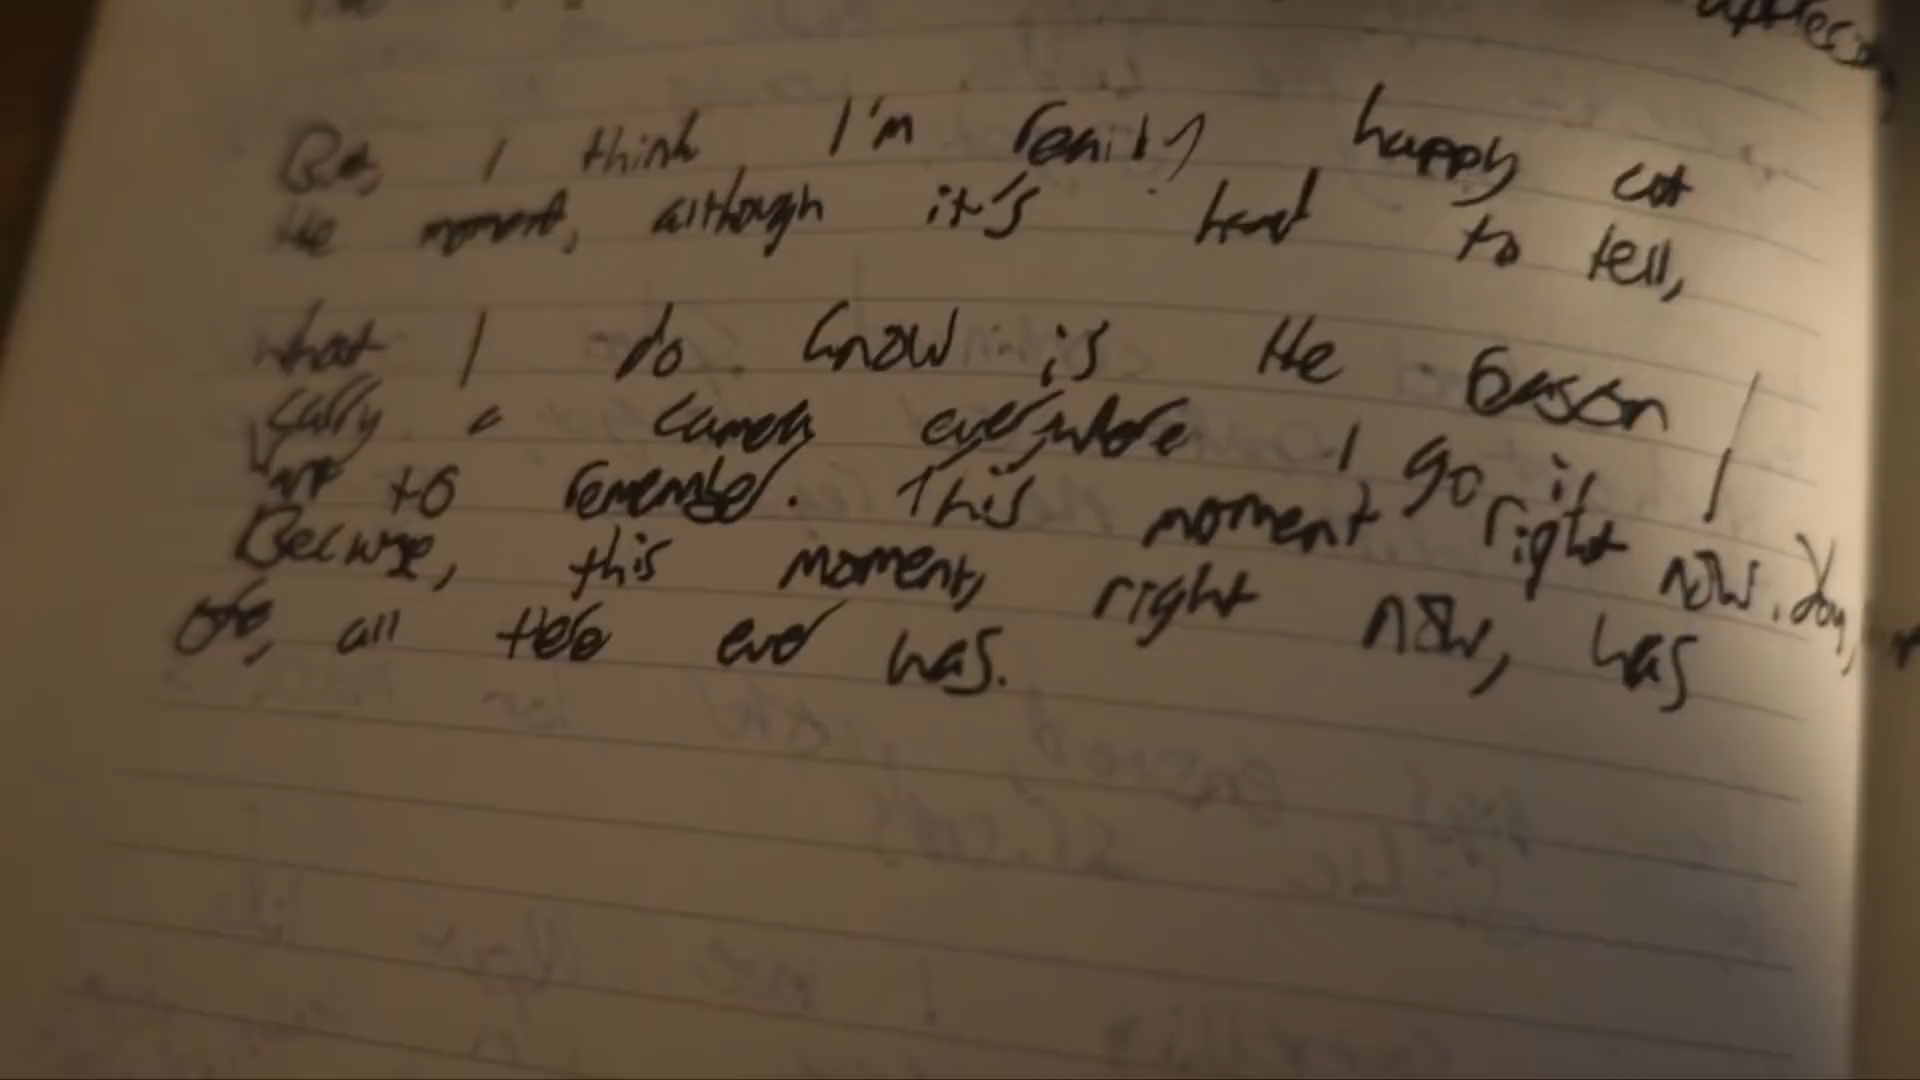 But, I think I'm really happy at
the moment, although it's hard to tell,
what I do know is the reason I
carry a camera everywhere I go is I
want to remember. This moment right now. You,
Because, this moment, right now, was
all there ever was.